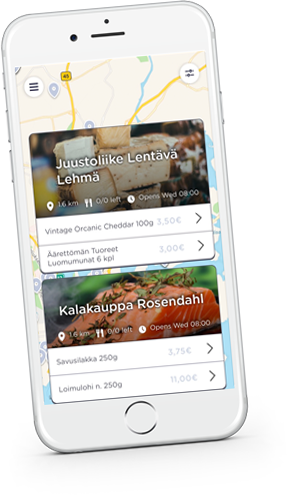 45
Juustoliike Lentävä
Lehmä
1.6 km 0/0 left Opens Wed 08:00
Vintage Orcanic Cheddar 100g 3,50€
Äärettömän Tuoreet
Luomumunat 6 kpl 3,00€
Kalakauppa Rosendahl
1.6 km 0/0 left Opens Wed 08:00
Savusilakka 250g 3,75€
Loimulohi n. 250g 11,00€